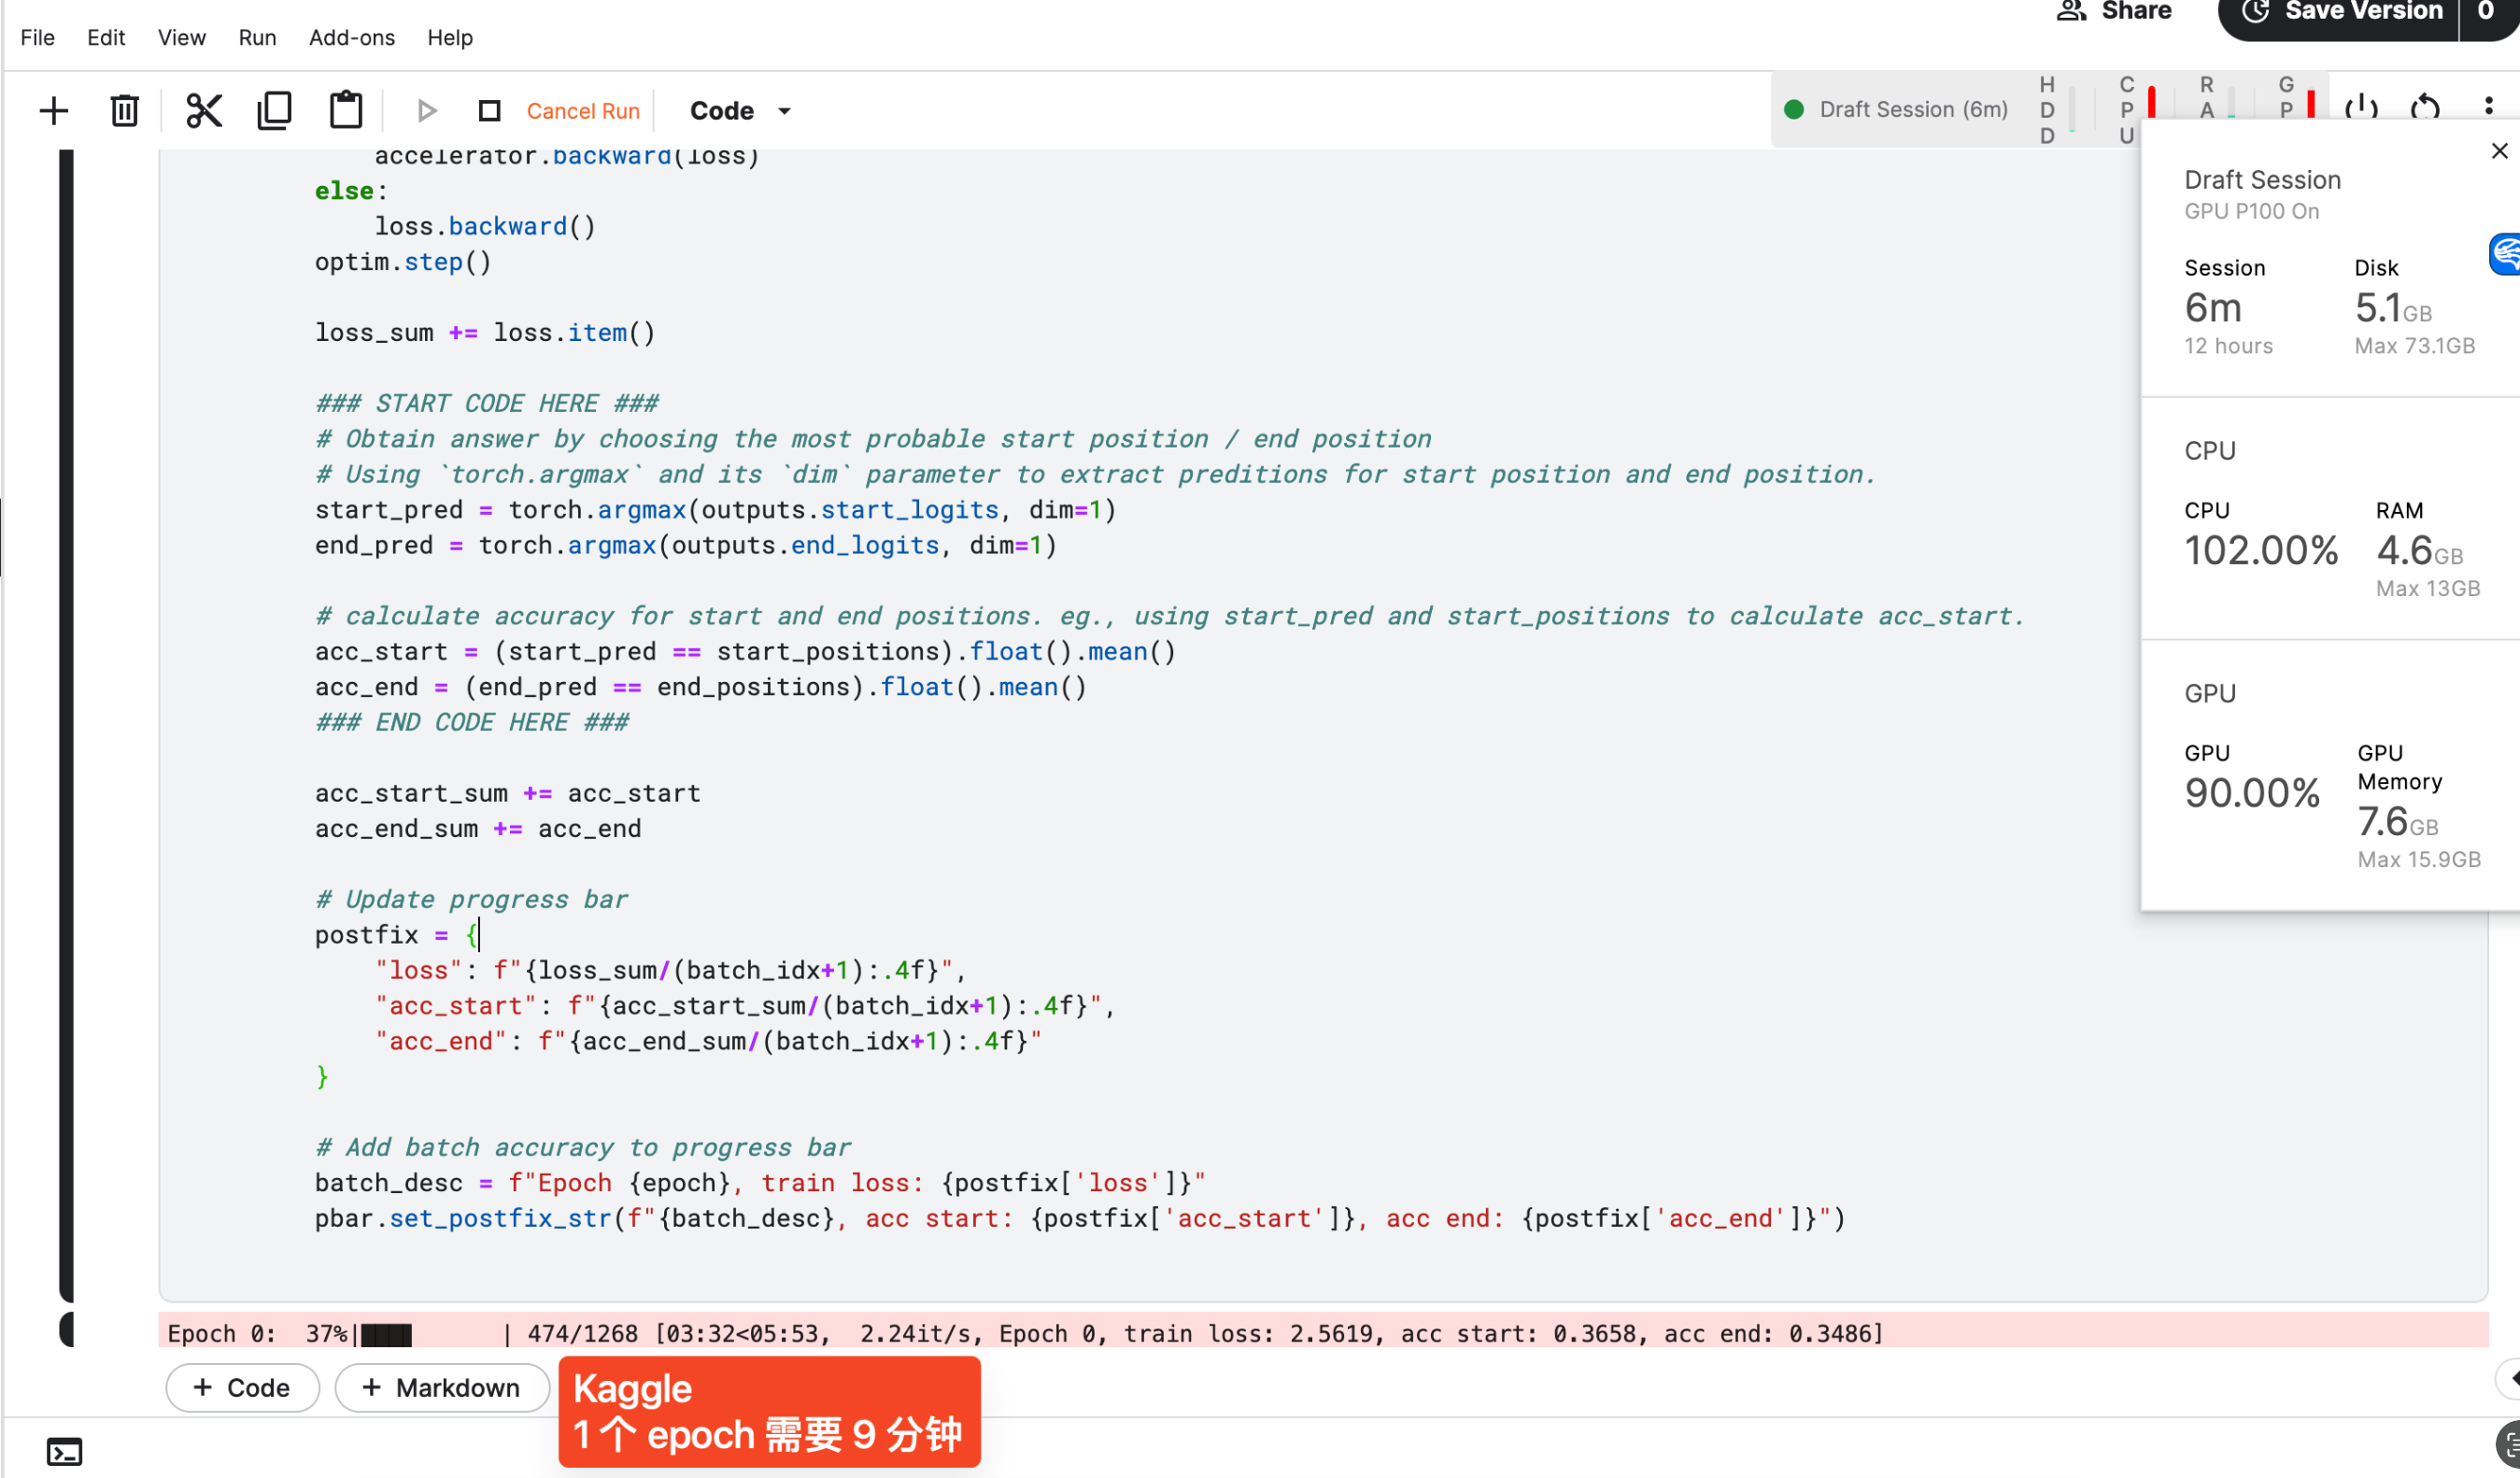 File Edit View Run Add-ons Help
Share
Save Version 0
Cancel Run
Code
Draft Session (6m)
HDD
CPU
RA
GP
accelerator.backward(loss)
else:
loss.backward()
optim.step()
loss_sum += loss.item()
### START CODE HERE ###
# Obtain answer by choosing the most probable start position / end position
# Using `torch.argmax` and its `dim` parameter to extract preditions for start position and end position.
start_pred = torch.argmax(outputs.start_logits, dim=1)
end_pred = torch.argmax(outputs.end_logits, dim=1)
# calculate accuracy for start and end positions. eg., using start_pred and start_positions to calculate acc_start.
acc_start = (start_pred == start_positions).float().mean()
acc_end = (end_pred == end_positions).float().mean()
### END CODE HERE ###
acc_start_sum += acc_start
acc_end_sum += acc_end
# Update progress bar
postfix = {
"loss": f"{loss_sum/(batch_idx+1):.4f}",
"acc_start": f"{acc_start_sum/(batch_idx+1):.4f}",
"acc_end": f"{acc_end_sum/(batch_idx+1):.4f}"
}
# Add batch accuracy to progress bar
batch_desc = f"Epoch {epoch}, train loss: {postfix['loss']}"
pbar.set_postfix_str(f"{batch_desc}, acc start: {postfix['acc_start']}, acc end: {postfix['acc_end']}")
Draft Session
GPU P100 On
Session Disk
6m 5.1GB
12 hours Max 73.1GB
CPU
CPU RAM
102.00% 4.6GB
Max 13GB
GPU
GPU GPU Memory
90.00% 7.6GB
Max 15.9GB
Epoch 0: 37%|████ | 474/1268 [03:32<05:53, 2.24it/s, Epoch 0, train loss: 2.5619, acc start: 0.3658, acc end: 0.3486]
+ Code + Markdown
Kaggle
1 个 epoch 需要 9 分钟